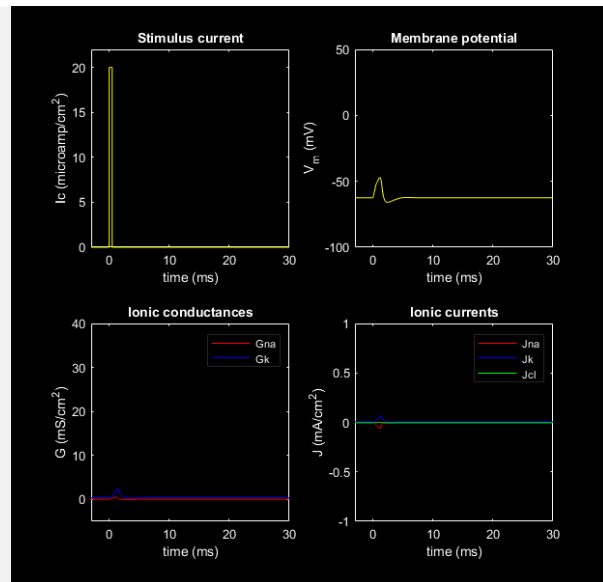 Stimulus current
20
15
10
5
0
Ic (microamp/cm²)
0 10 20 30
time (ms)
Membrane potential
50
0
-50
-100
Vₘ (mV)
0 10 20 30
time (ms)
Ionic conductances
40
30
20
10
0
G (mS/cm²)
Gna
Gk
0 10 20 30
time (ms)
Ionic currents
1
0.5
0
-0.5
-1
J (mA/cm²)
Jna
Jk
Jcl
0 10 20 30
time (ms)